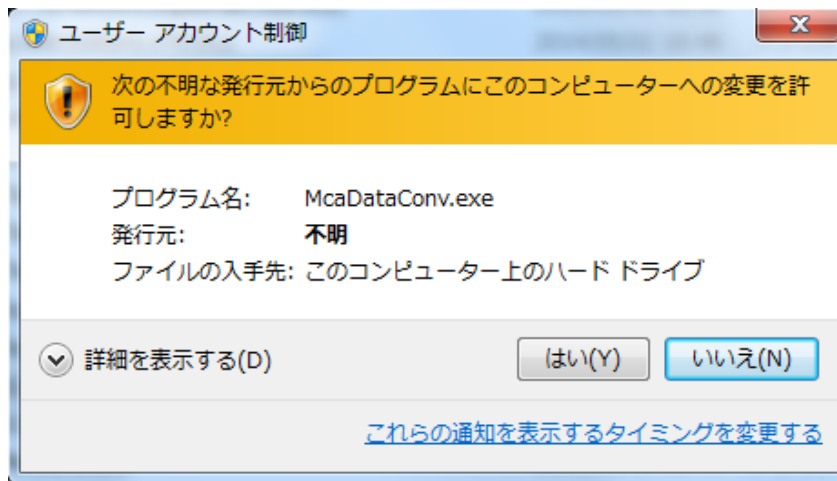 ユーザー アカウント制御
次の不明な発行元からのプログラムにこのコンピューターへの変更を許
可しますか?
プログラム名: McaDataConv.exe
発行元: 不明
ファイルの入手先: このコンピューター上のハード ドライブ
詳細を表示する(D) はい(Y) いいえ(N)
これらの通知を表示するタイミングを変更する